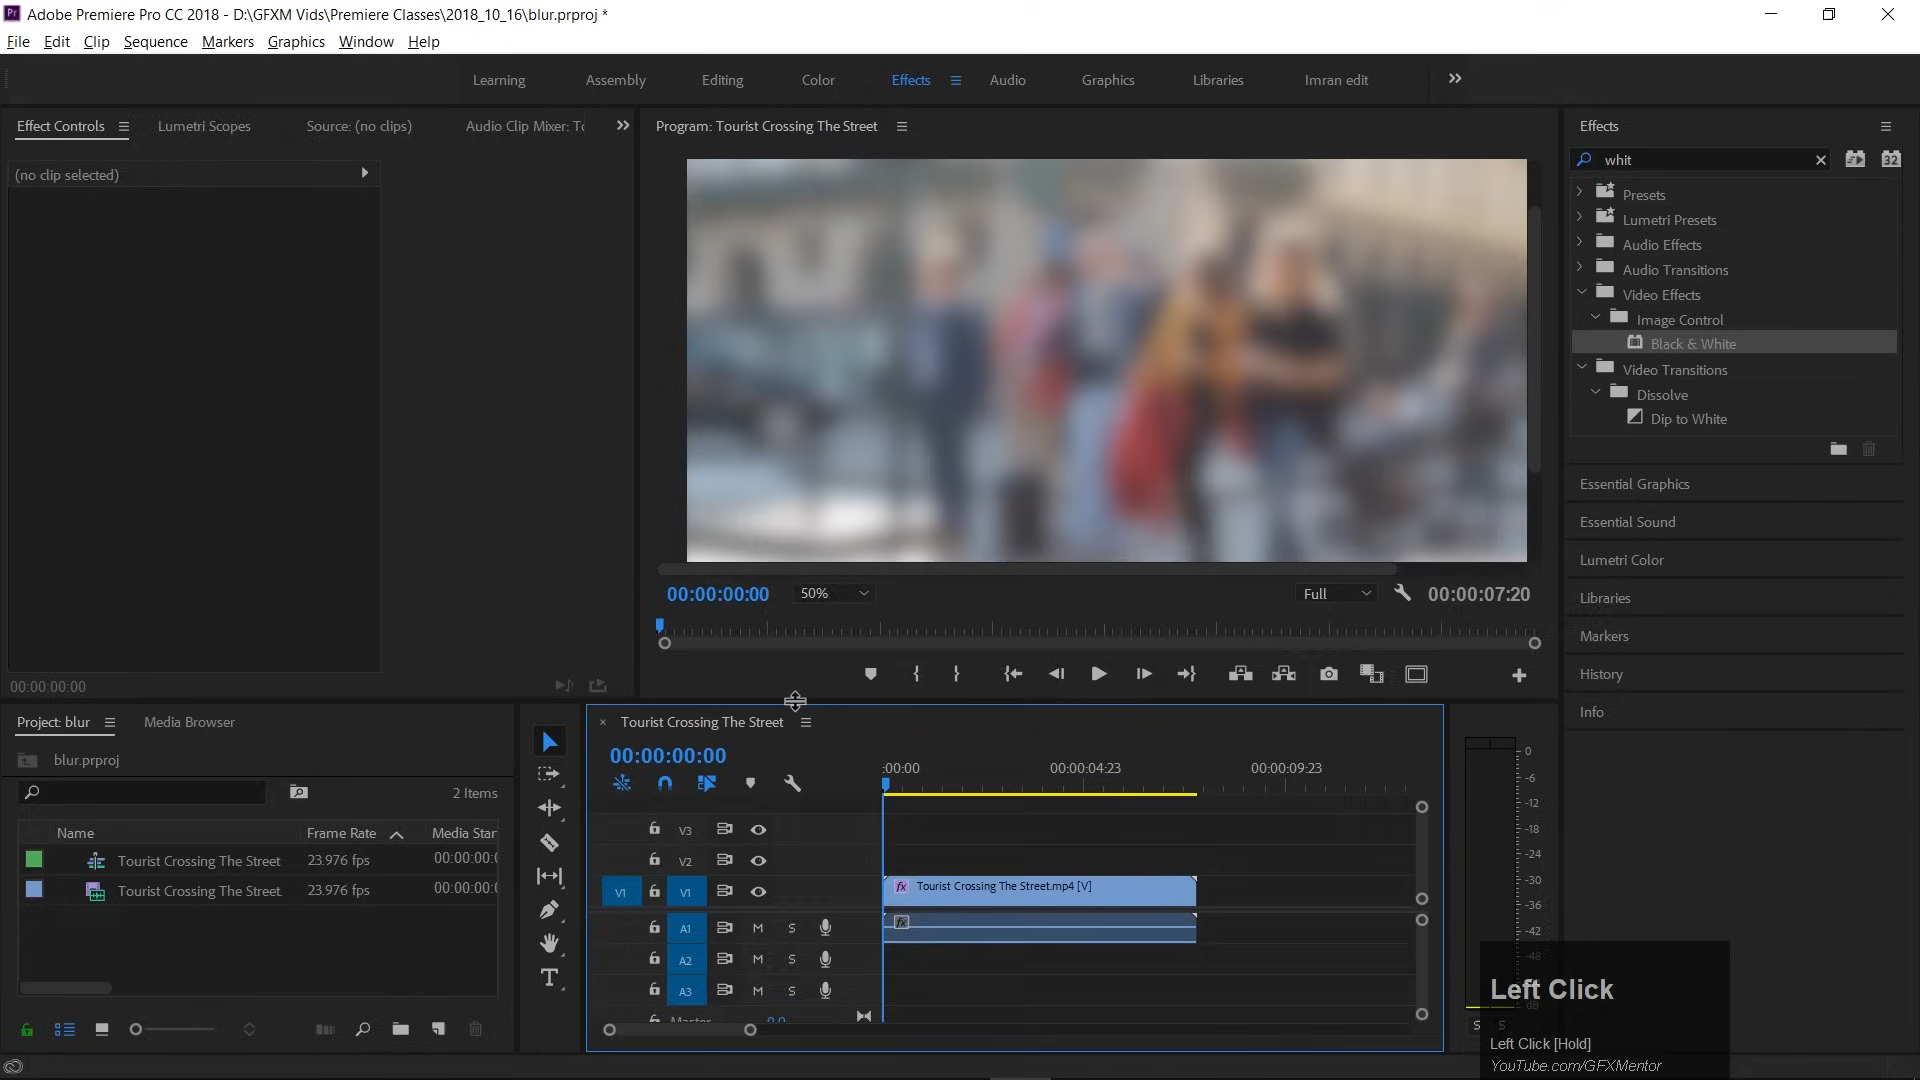 Adobe Premiere Pro CC 2018 - D:\GFXM Vids\Premiere Classes\2018_10_16\blur.prproj *
File Edit Clip Sequence Markers Graphics Window Help
Learning Assembly Editing Color Effects Audio Graphics Libraries Imran edit
Effect Controls Lumetri Scopes Source: (no clips) Audio Clip Mixer: To
(no clip selected)
00:00:00:00
Program: Tourist Crossing The Street
00:00:00:00 50% Full 00:00:07:20
Effects
whit
32
Presets
Lumetri Presets
Audio Effects
Audio Transitions
Video Effects
Image Control
Black & White
Video Transitions
Dissolve
Dip to White
Essential Graphics
Essential Sound
Lumetri Color
Libraries
Markers
History
Info
Project: blur Media Browser
blur.prproj
2 Items
Name Frame Rate Media Star
Tourist Crossing The Street 23.976 fps 00:00:00:0
Tourist Crossing The Street. 23.976 fps 00:00:00:0
Tourist Crossing The Street
00:00:00:00
:00:00 00:00:04:23 00:00:09:23
V3
V2
V1 V1 fx Tourist Crossing The Street.mp4 [V]
A1 M S fx
A2 M S
A3 M S
Master 0.0
0
-6
-12
-18
-24
-30
-36
-42
-48
dB
S S
Left Click
Left Click [Hold]
YouTube.com/GFXMentor